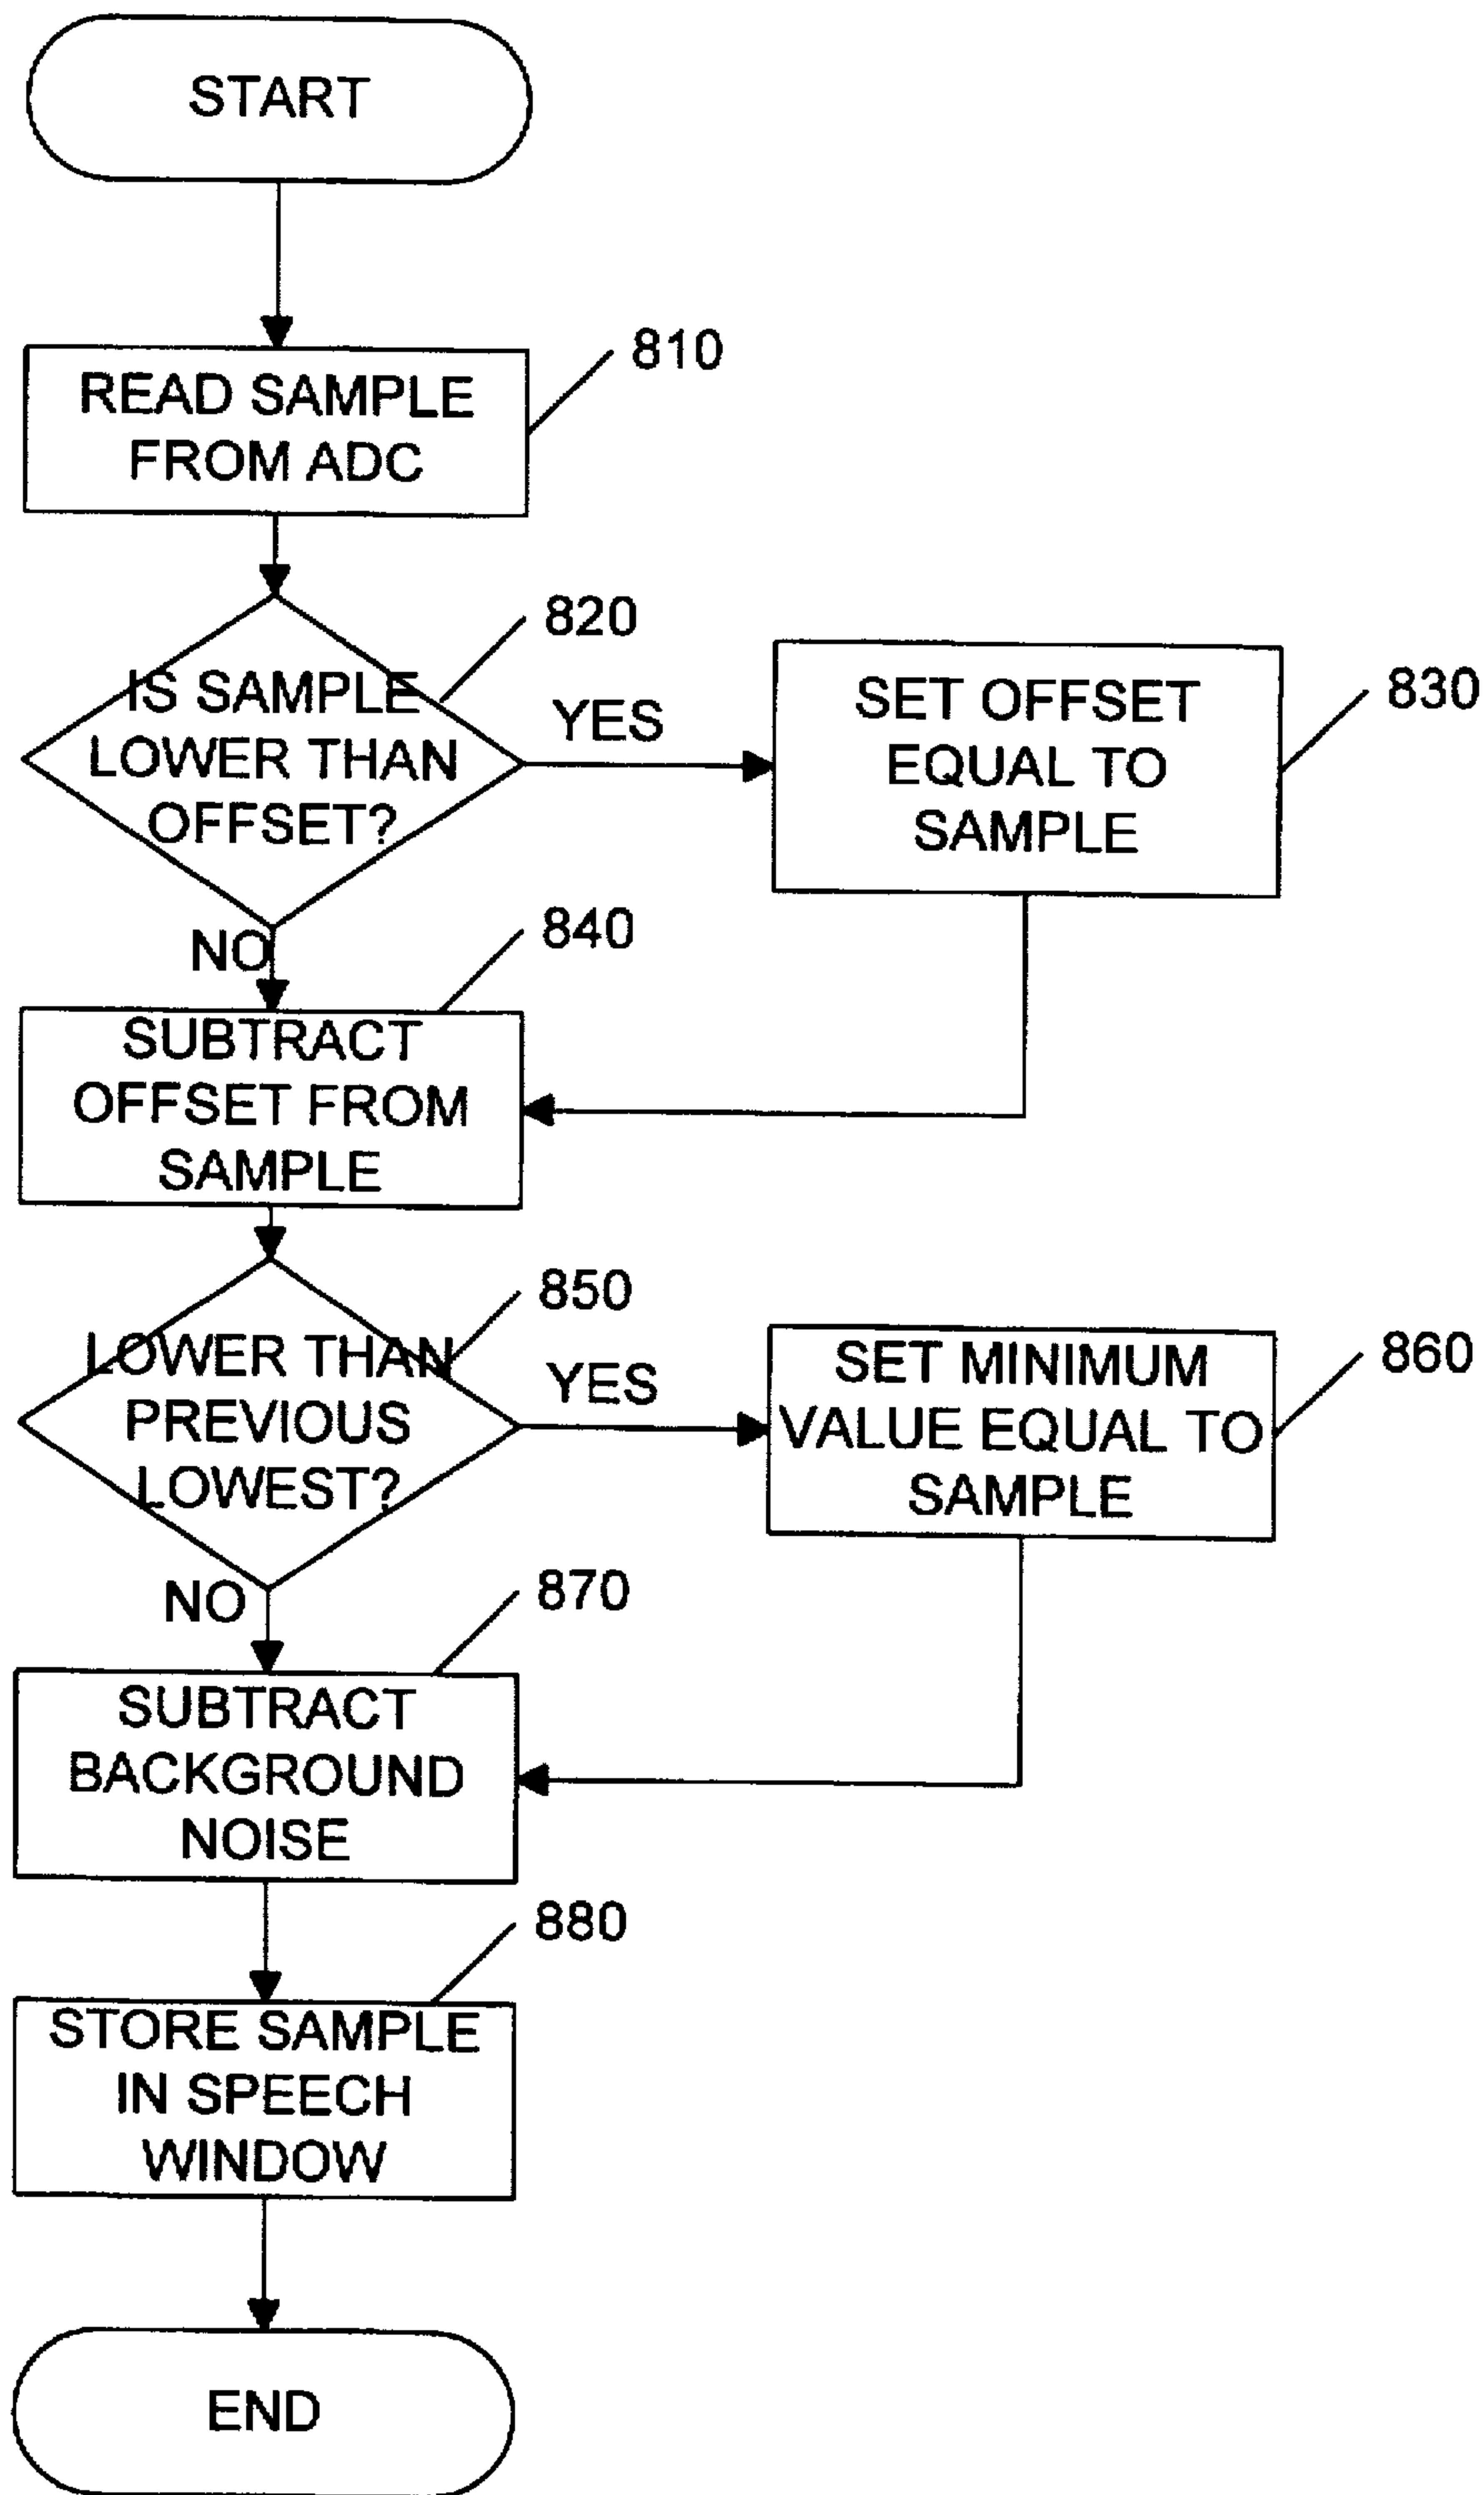 START
810
READ SAMPLE
FROM ADC
820
IS SAMPLE
LOWER THAN
OFFSET?
YES
830
SET OFFSET
EQUAL TO
SAMPLE
NO
840
SUBTRACT
OFFSET FROM
SAMPLE
850
LOWER THAN
PREVIOUS
LOWEST?
YES
860
SET MINIMUM
VALUE EQUAL TO
SAMPLE
NO
870
SUBTRACT
BACKGROUND
NOISE
880
STORE SAMPLE
IN SPEECH
WINDOW
END